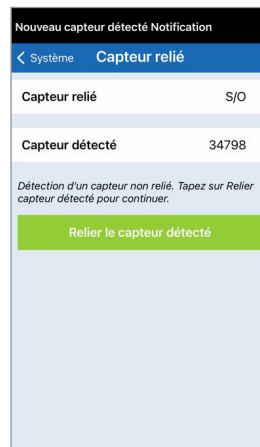 Nouveau capteur détecté Notification
Système Capteur relié
Capteur relié S/O
Capteur détecté 34798
Détection d'un capteur non relié. Tapez sur Relier
capteur détecté pour continuer.
Relier le capteur détecté